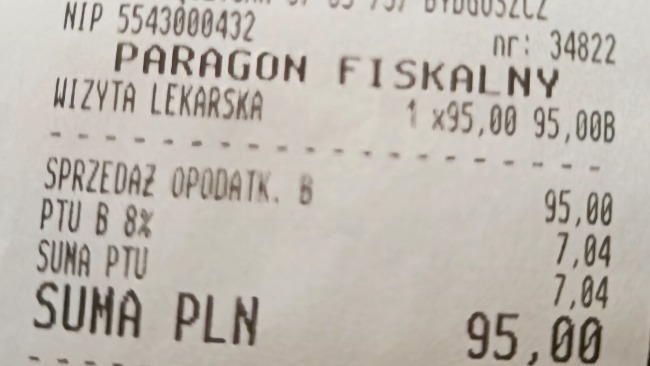 BYDGOSZCZ
NIP 5543000432
nr: 34822
PARAGON FISKALNY
WIZYTA LEKARSKA 1 x95,00 95,00B
SPRZEDAŻ OPODATK. B 95,00
PTU B 8% 7,04
SUMA PTU 7,04
SUMA PLN 95,00